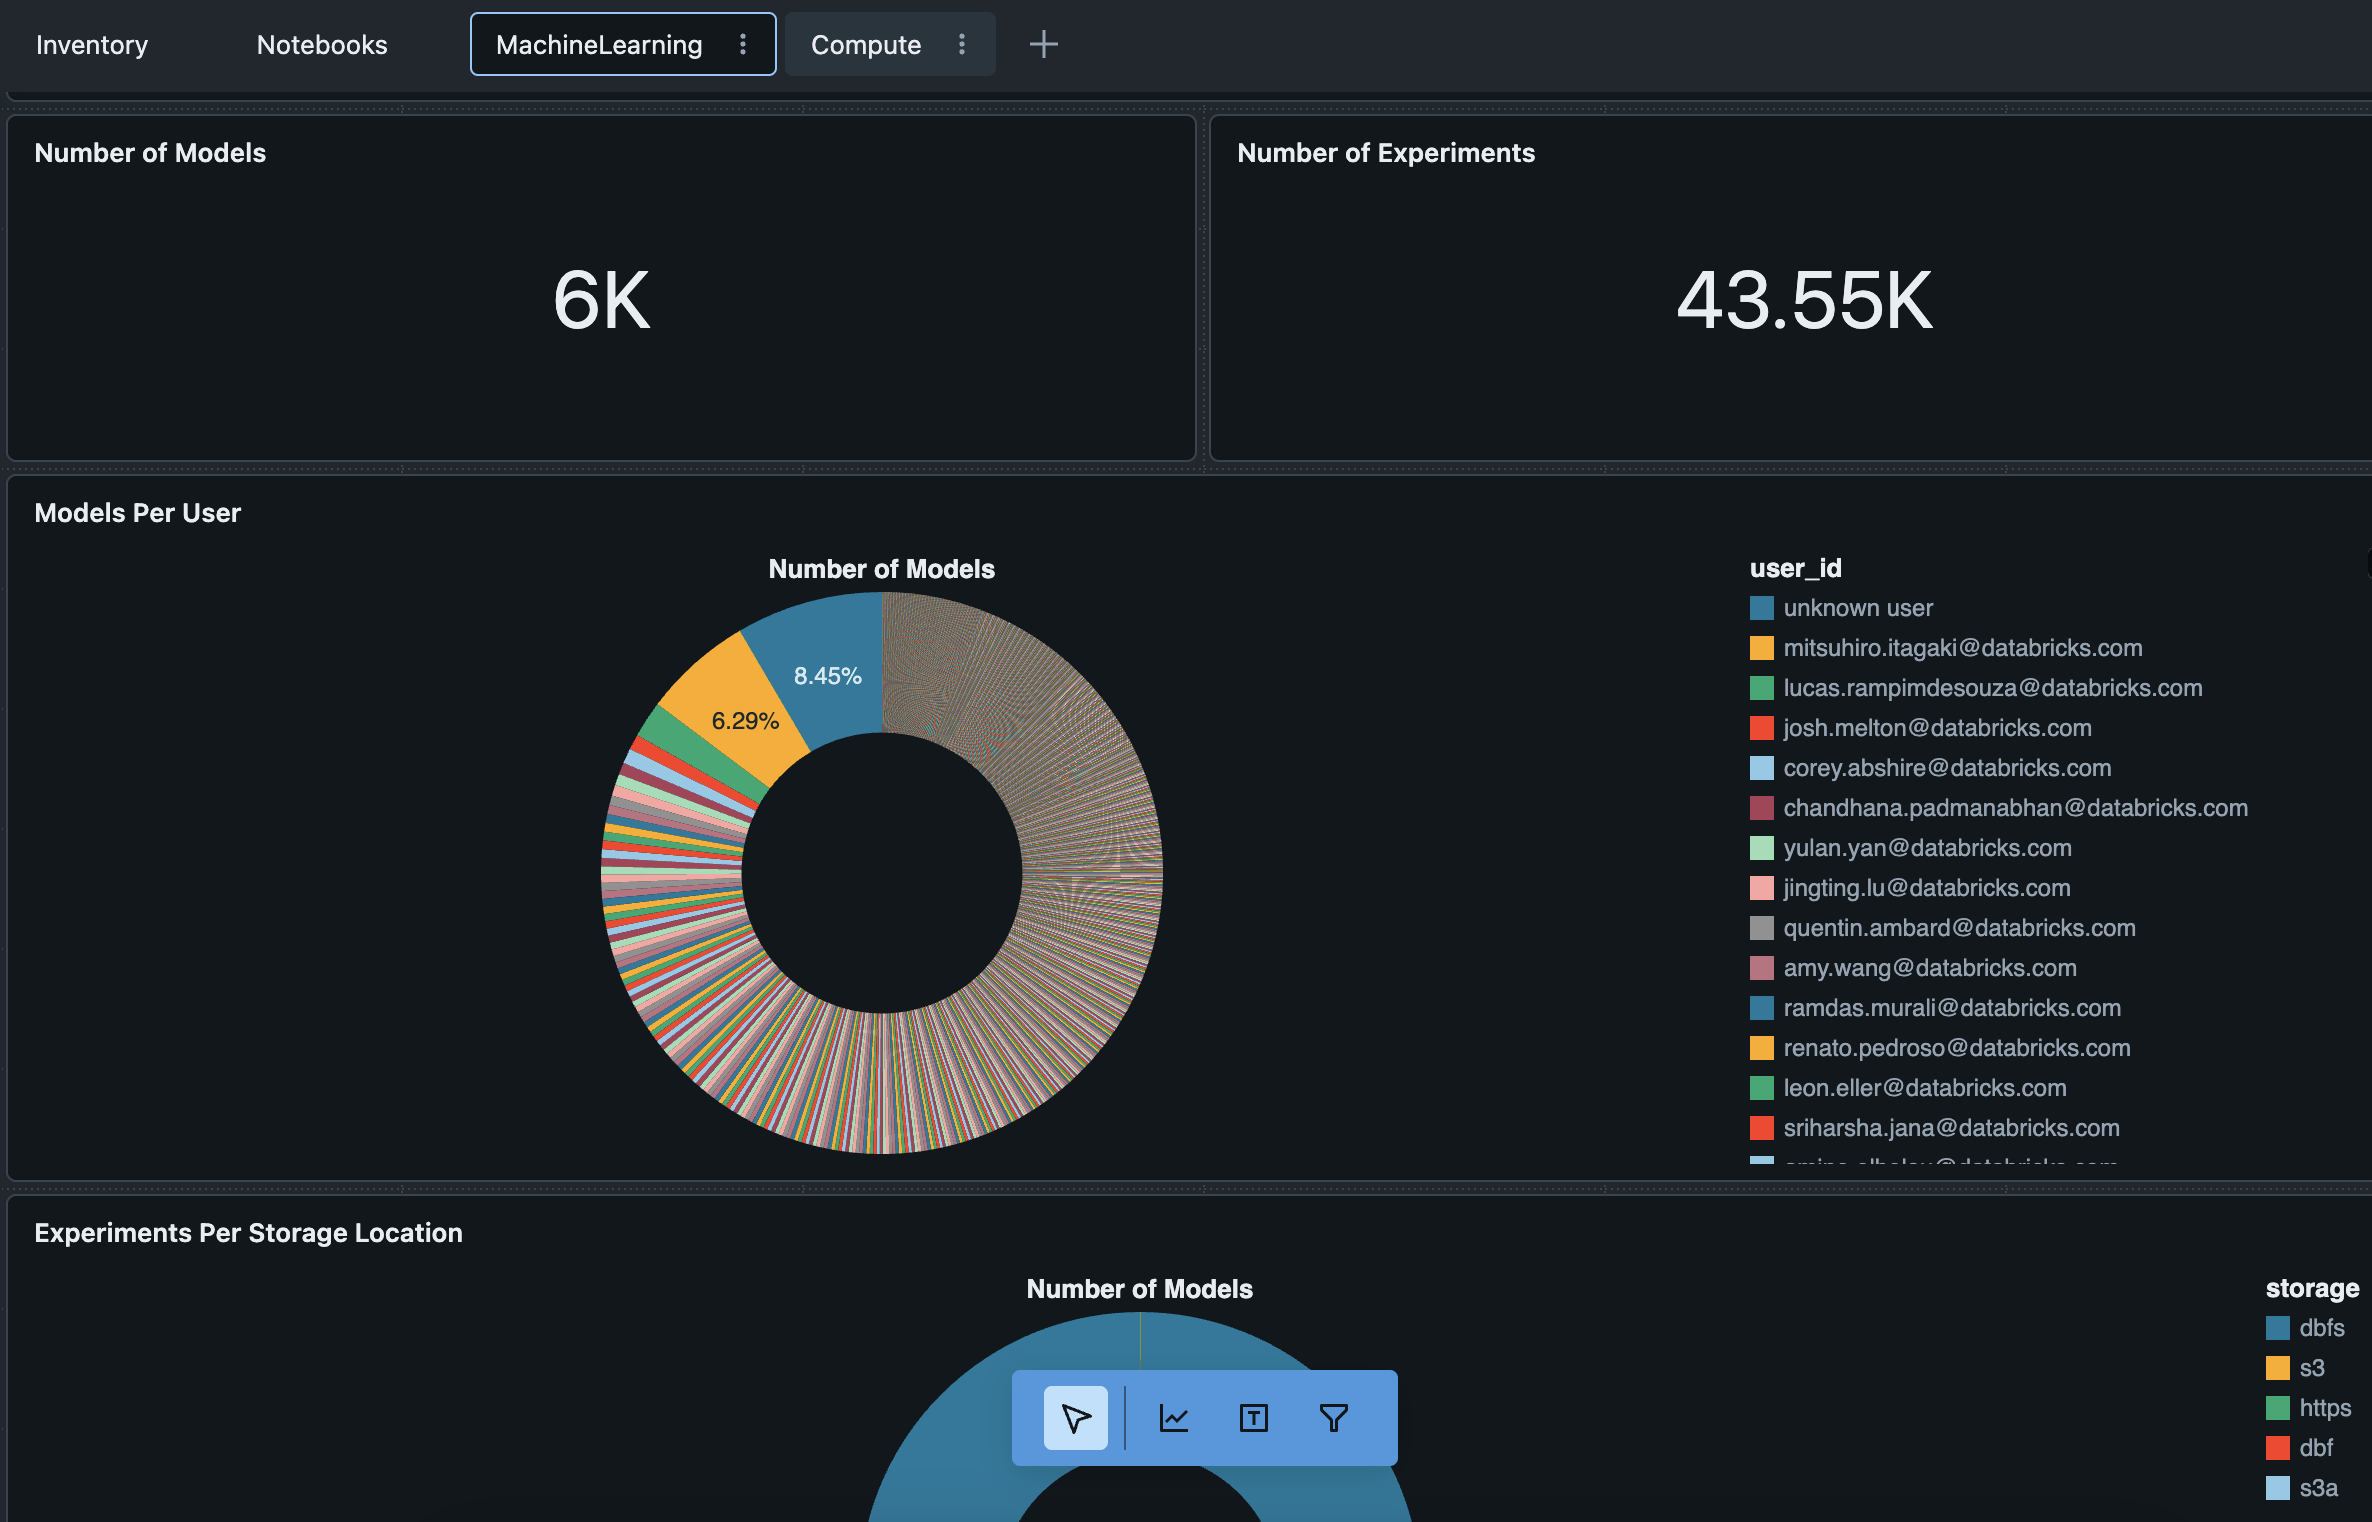 Inventory
Notebooks
MachineLearning
Compute
Number of Models
6K
Number of Experiments
43.55K
Models Per User
Number of Models
8.45%
6.29%
user_id
unknown user
mitsuhiro.itagaki@databricks.com
lucas.rampimdesouza@databricks.com
josh.melton@databricks.com
corey.abshire@databricks.com
chandhana.padmanabhan@databricks.com
yulan.yan@databricks.com
jingting.lu@databricks.com
quentin.ambard@databricks.com
amy.wang@databricks.com
ramdas.murali@databricks.com
renato.pedroso@databricks.com
leon.eller@databricks.com
sriharsha.jana@databricks.com
Experiments Per Storage Location
Number of Models
storage
dbfs
s3
https
dbf
s3a
T